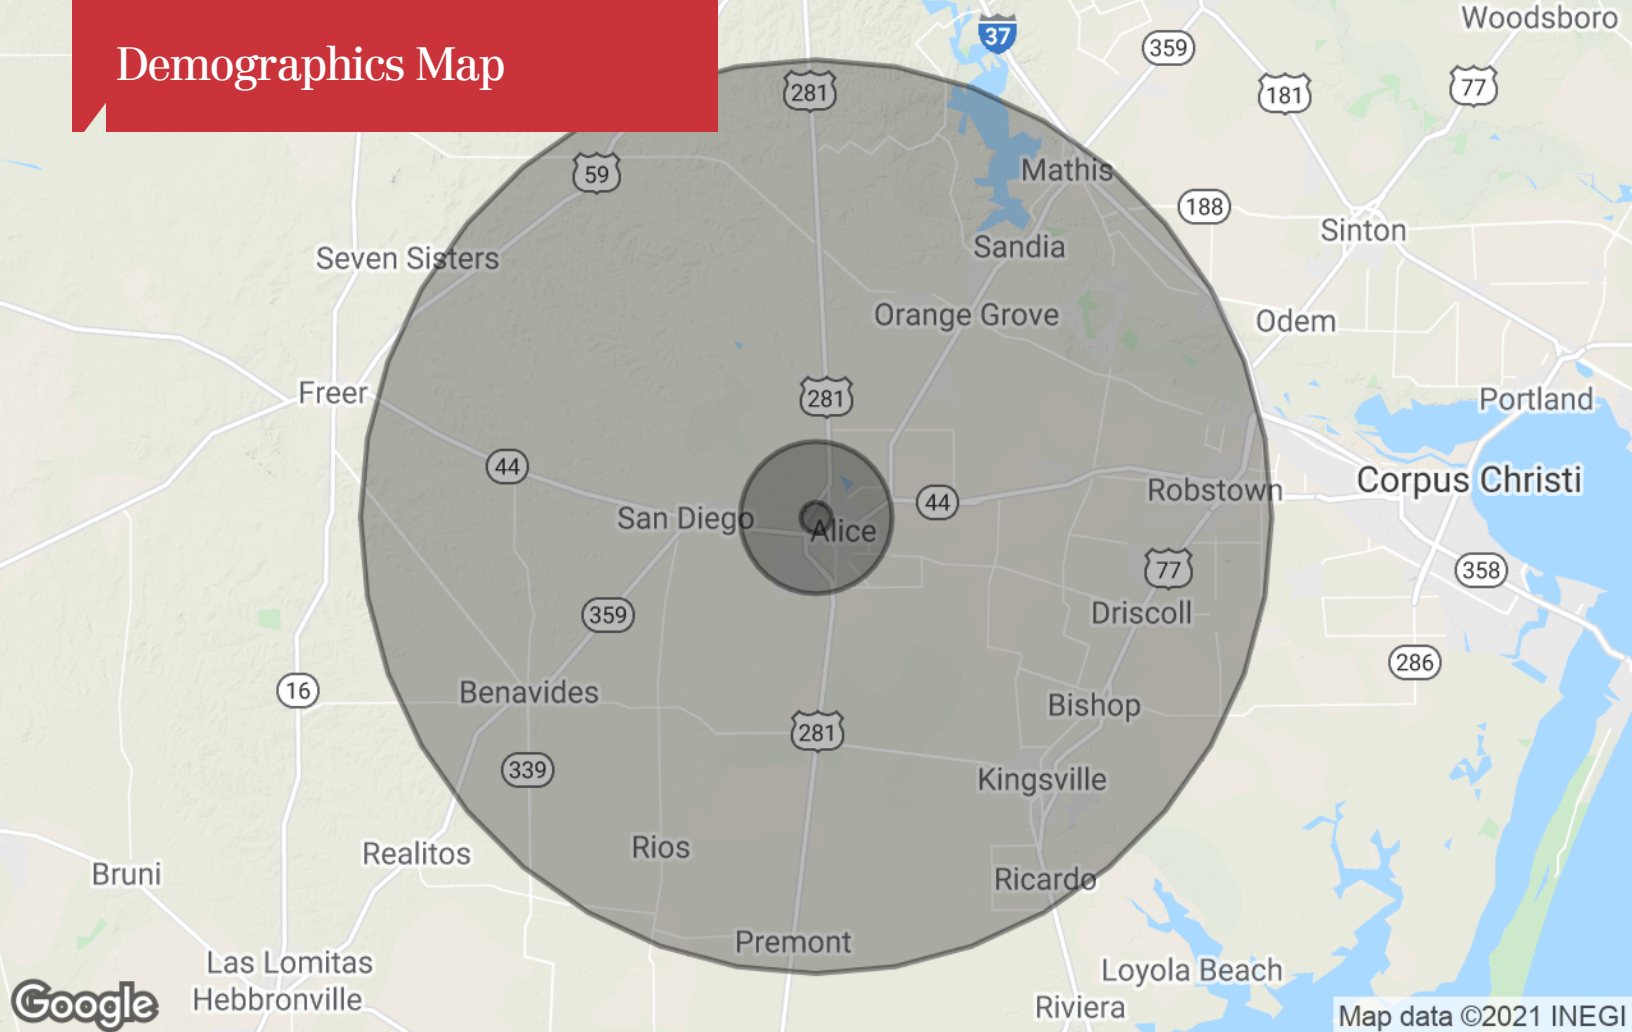 Demographics Map
Woodsboro
37
359
77
281
181
59
Mathis
188
Sinton
Sandia
Seven Sisters
Orange Grove
Odem
Freer
281
Portland
44
Corpus Christi
Robstown
44
San Diego
Alice
77
358
359
Driscoll
286
16
Benavides
Bishop
281
339
Kingsville
Rios
Realitos
Bruni
Ricardo
Premont
Las Lomitas
Loyola Beach
Hebbronville
Riviera
Google
Map data ©2021 INEGI